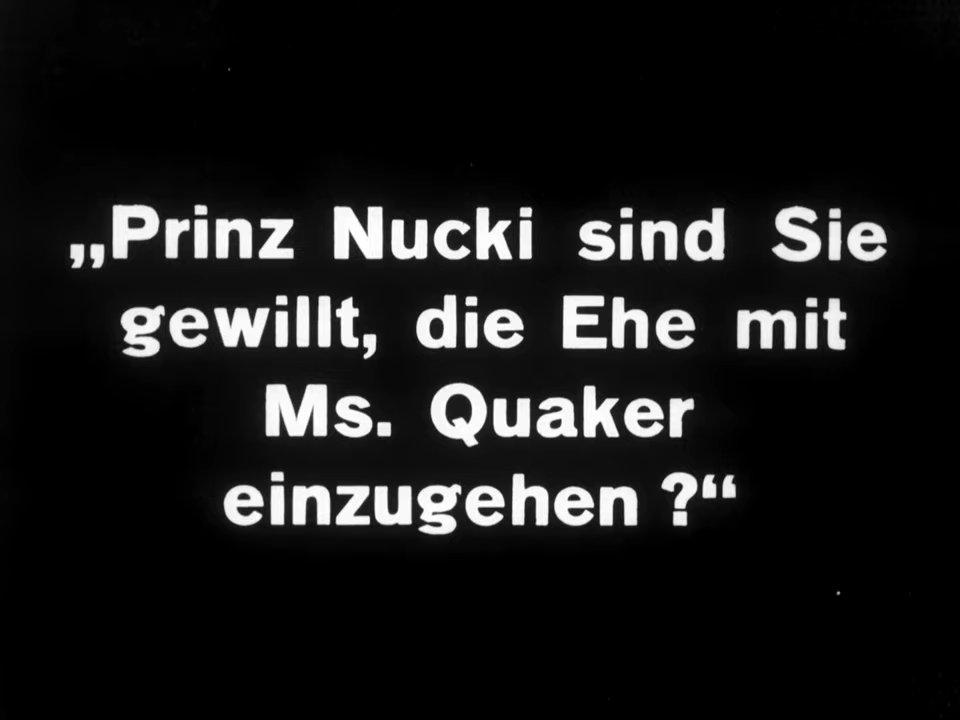 „Prinz Nucki sind Sie
gewillt, die Ehe mit
Ms. Quaker
einzugehen ?“